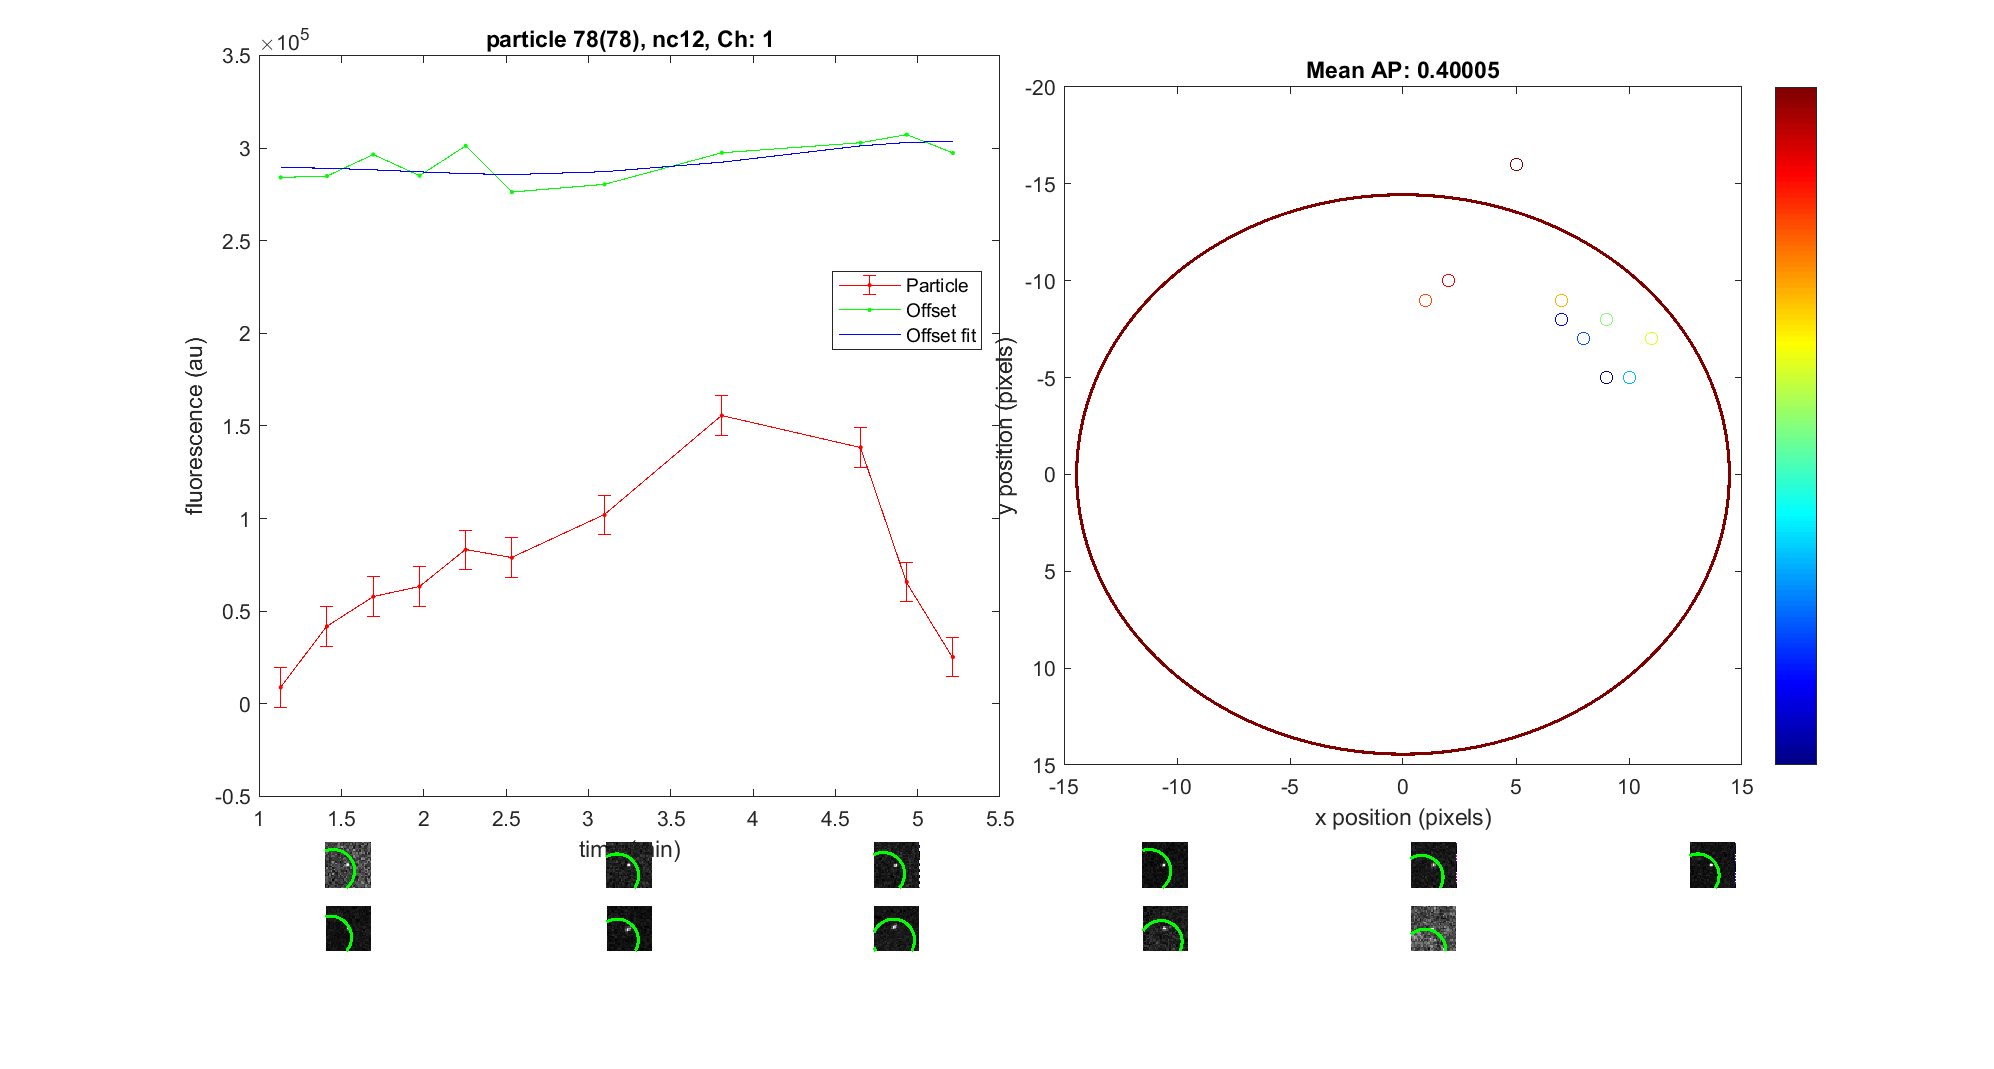 particle 78(78), nc12, Ch: 1
×10^5
3.5
3
2.5
2
1.5
1
0.5
0
-0.5
fluorescence (au)
Particle
Offset
Offset fit
1 1.5 2 2.5 3 3.5 4 4.5 5 5.5
Mean AP: 0.40005
-20
-15
-10
-5
0
5
10
15
y position (pixels)
-15 -10 -5 0 5 10 15
x position (pixels)